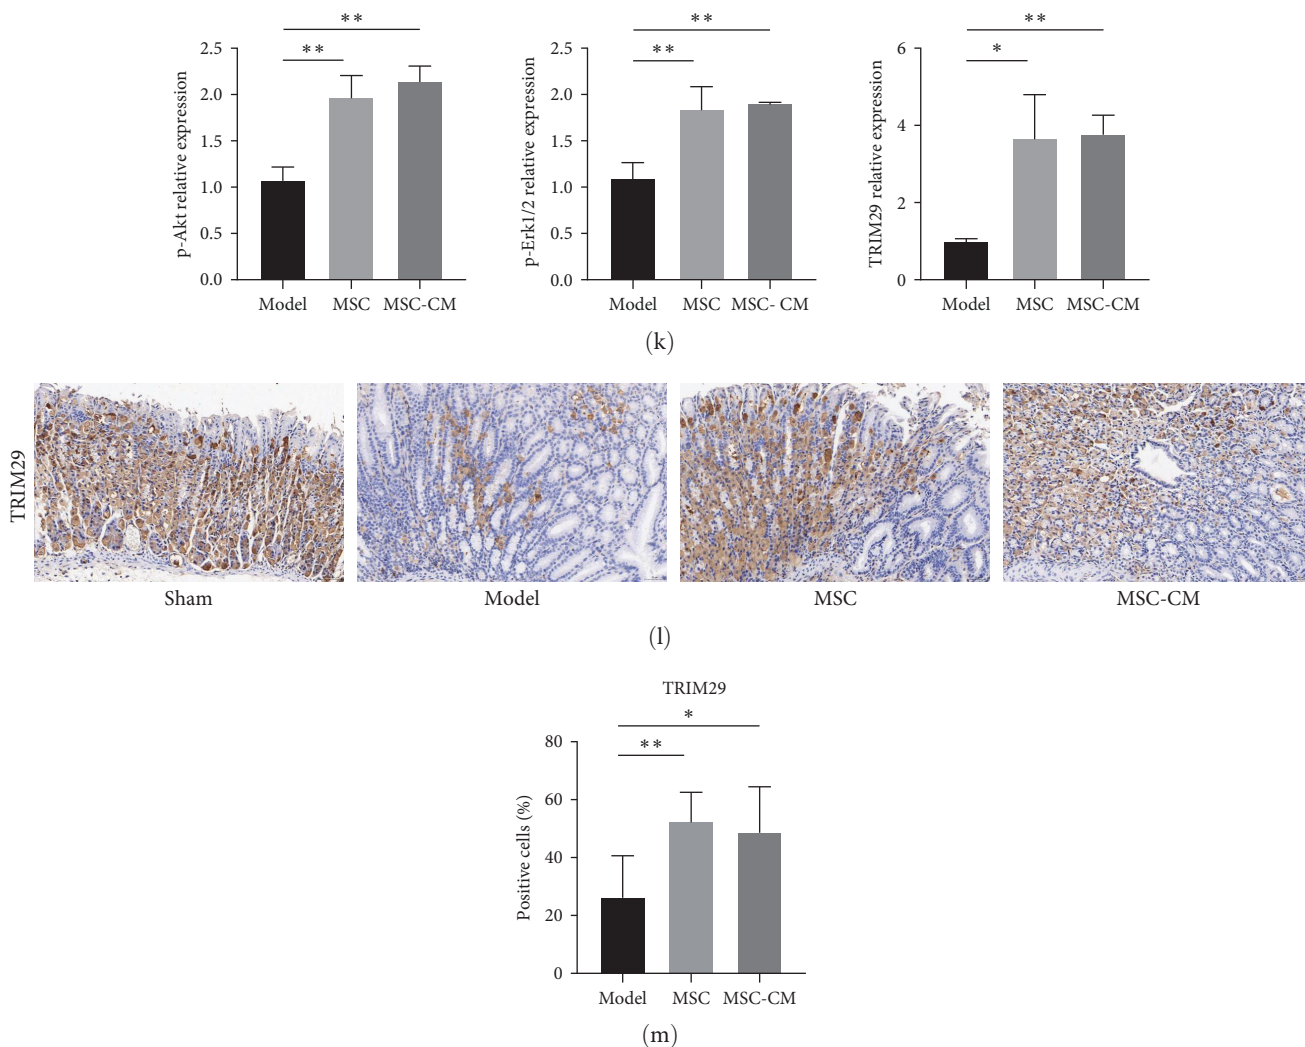 ** ** **
** ** *
2.5 2.5 6
2.0 2.0
1.5 1.5 4
1.0 1.0 2
0.5 0.5
0.0 0.0 0
p-Akt relative expression
p-Erk1/2 relative expression
TRIM29 relative expression
Model MSC MSC-CM Model MSC MSC- CM Model MSC MSC-CM
(k)
TRIM29
Sham Model MSC MSC-CM
(l)
TRIM29
*
**
80
60
40
20
0
Positive cells (%)
Model MSC MSC-CM
(m)